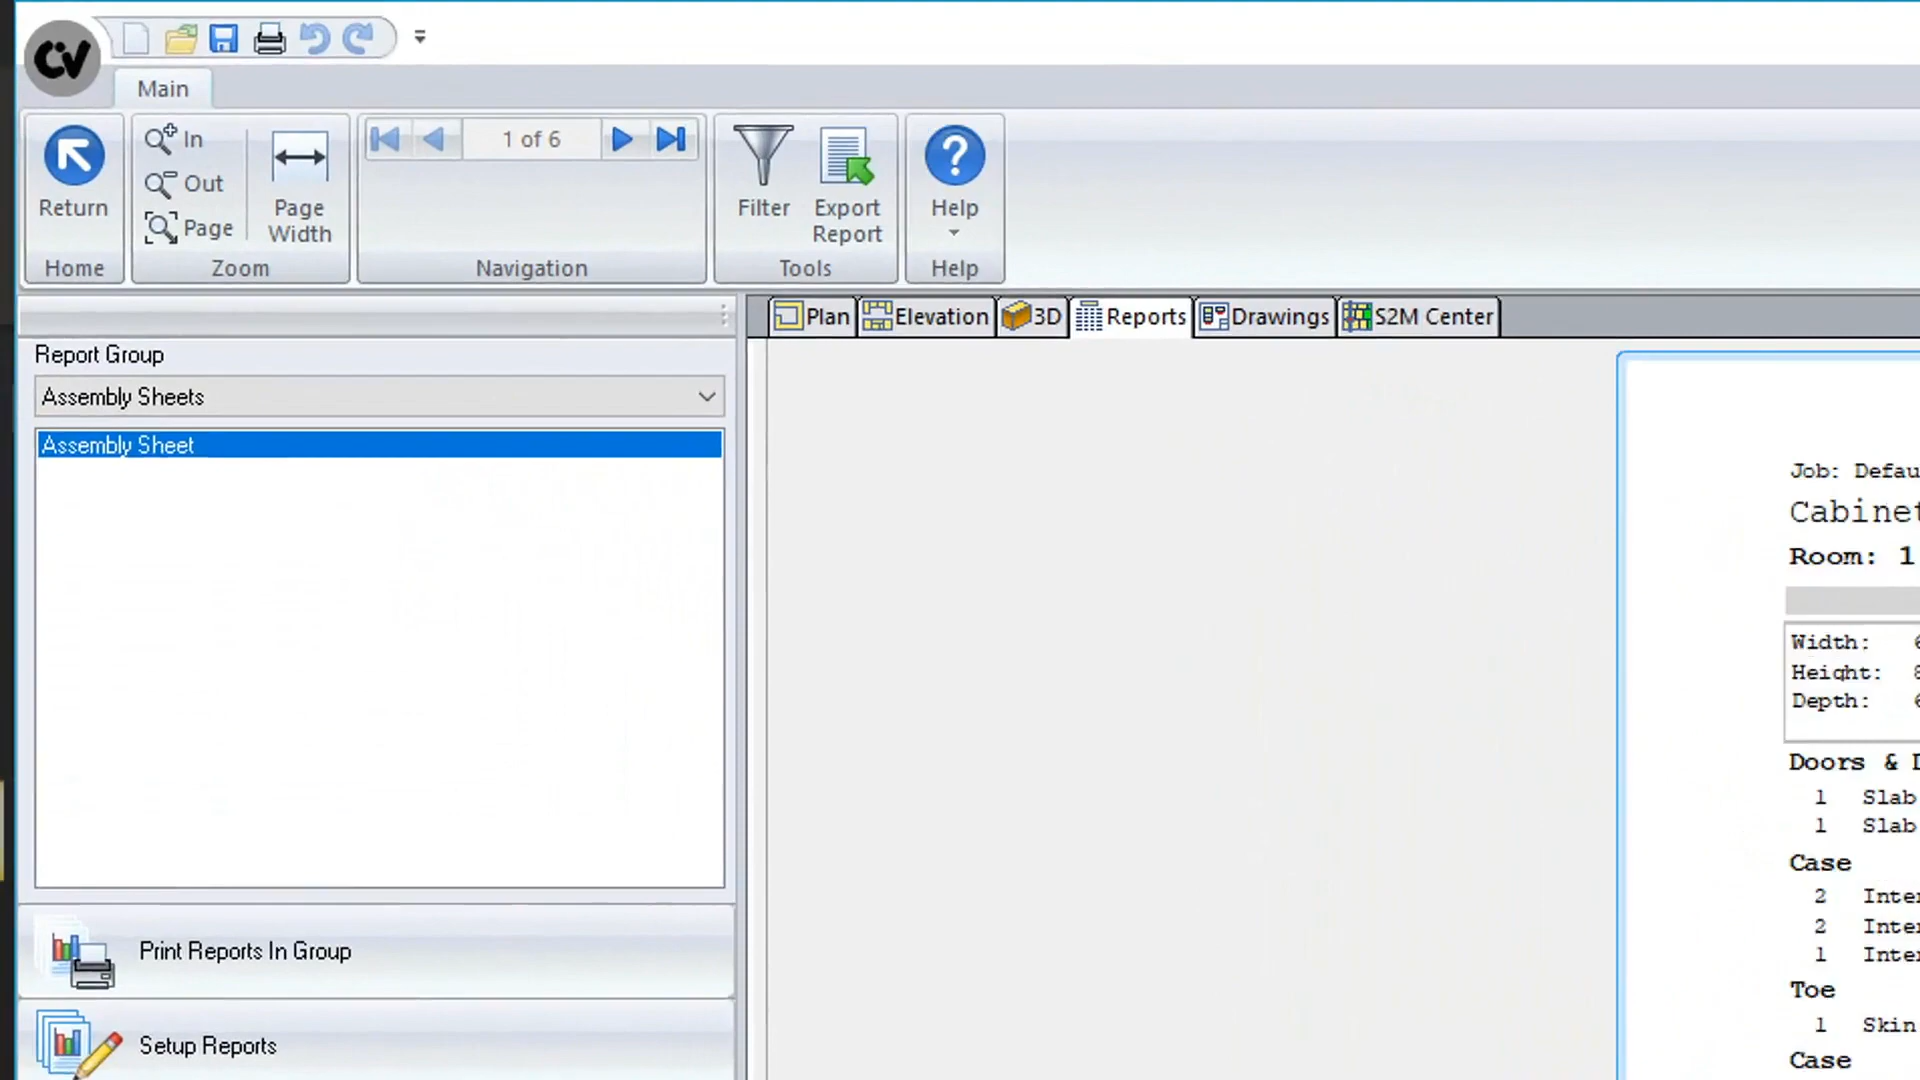 CV
Main
Return
Home
In
Out
Page
Page
Width
Zoom
1 of 6
Navigation
Filter
Export
Report
Tools
Help
Help
Plan
Elevation
3D
Reports
Drawings
S2M Center
Report Group
Assembly Sheets
Assembly Sheet
Print Reports In Group
Setup Reports
Job: Defau
Cabinet
Room: 1
Width:
Height:
Depth:
Doors &
1 Slab
1 Slab
Case
2 Inter
2 Inter
1 Inter
Toe
1 Skin
Case